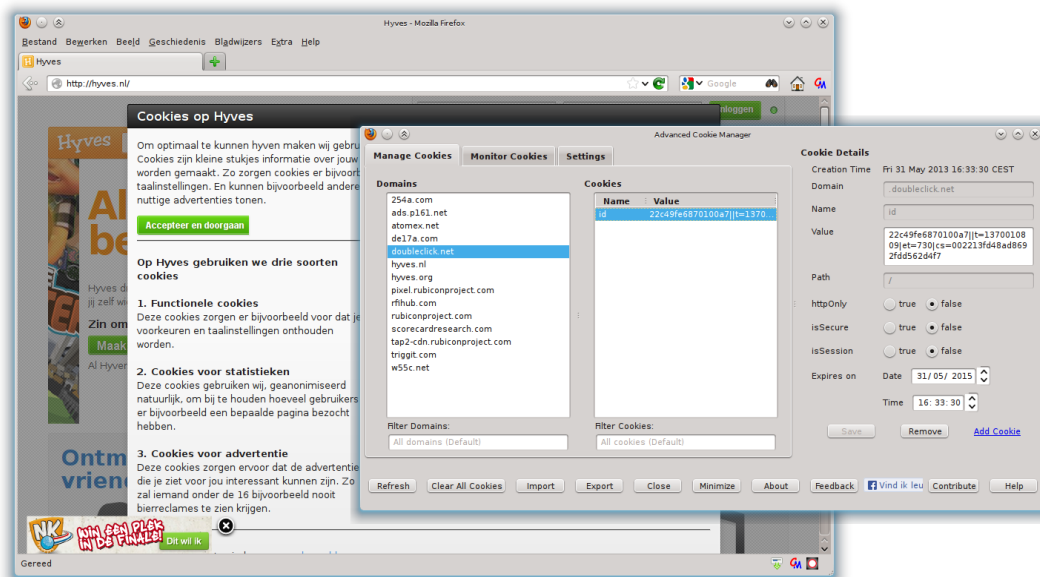 Hyves - Mozilla Firefox
Bestand Bewerken Beeld Geschiedenis Bladwijzers Extra Help
Hyves
http://hyves.nl/
Google
inloggen
Hyves
Al
be
Hyves
jij zelf
Zin om
Maak
Al Hyver
Ontm
vrien
Cookies op Hyves
Om optimaal te kunnen hyven maken wij gebru
Cookies zijn kleine stukjes informatie over jouw
worden gemaakt. Zo zorgen cookies er bijvoorb
taalinstellingen. En kunnen bijvoorbeeld andere
nuttige advertenties tonen.
Accepteer en doorgaan
Op Hyves gebruiken we drie soorten
cookies
1. Functionele cookies
Deze cookies zorgen er bijvoorbeeld voor dat je
voorkeuren en taalinstellingen onthouden
worden.
2. Cookies voor statistieken
Deze cookies gebruiken wij, geanonimiseerd
natuurlijk, om bij te houden hoeveel gebruikers
er bijvoorbeeld een bepaalde pagina bezocht
hebben.
3. Cookies voor advertentie
Deze cookies zorgen ervoor dat de advertentie
die je ziet voor jou interessant kunnen zijn. Zo
zal iemand onder de 16 bijvoorbeeld nooit
bierreclames te zien krijgen.
NK
WIN EEN PLEK
IN DE FINALE!
Dit wil ik
Gereed
Advanced Cookie Manager
Manage Cookies Monitor Cookies Settings
Domains
254a.com
ads.p161.net
atomex.net
de17a.com
doubleclick.net
hyves.nl
hyves.org
pixel.rubiconproject.com
rfihub.com
rubiconproject.com
scorecardresearch.com
tap2-cdn.rubiconproject.com
triggit.com
w55c.net
Filter Domains:
All domains (Default)
Cookies
Name Value
id 22c49fe6870100a7||t=1370...
Filter Cookies:
All cookies (Default)
Cookie Details
Creation Time Fri 31 May 2013 16:33:30 CEST
Domain .doubleclick.net
Name id
Value 22c49fe6870100a7||t=13700108
09|et=730|cs=002213fd48ad869
2fdd562d4f7
Path /
httpOnly true false
isSecure true false
isSession true false
Expires on Date 31/05/2015
Time 16:33:30
Save Remove Add Cookie
Refresh Clear All Cookies Import Export Close Minimize About Feedback Vind ik leu Contribute Help